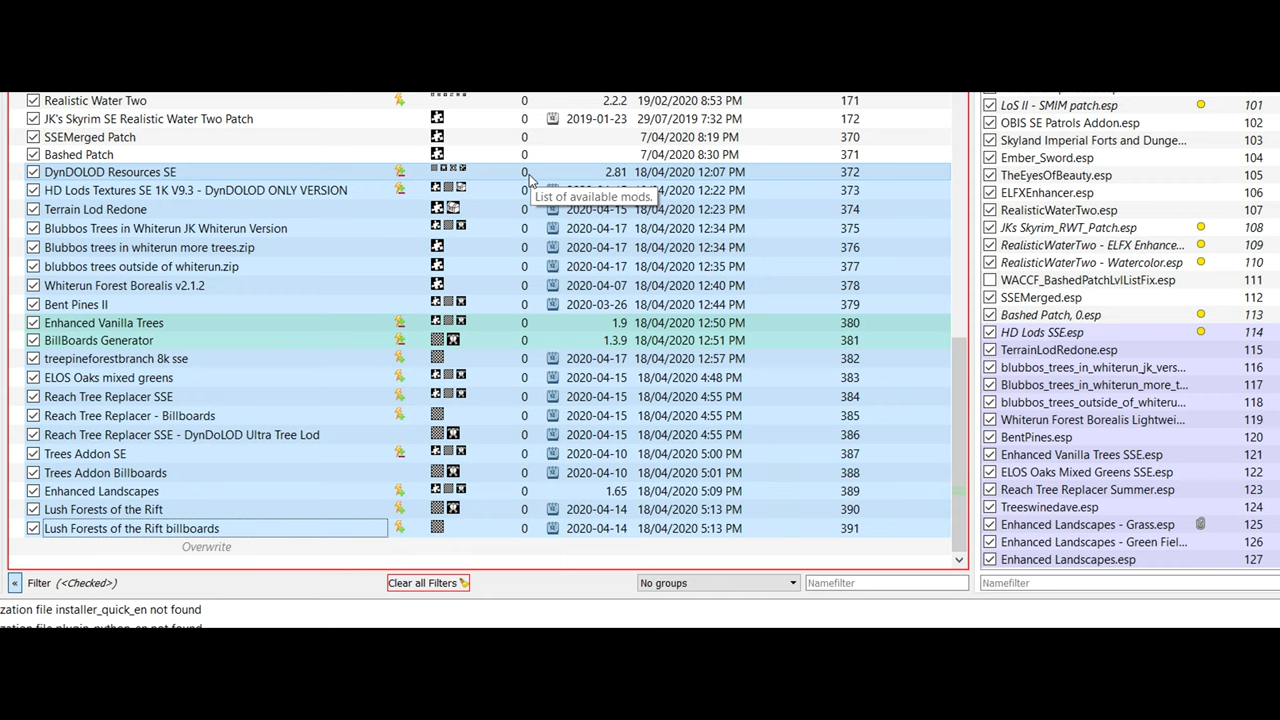 Realistic Water Two 0 2.2.2 19/02/2020 8:53 PM 171
JK's Skyrim SE Realistic Water Two Patch 0 2019-01-23 29/07/2019 7:32 PM 172
SSEMerged Patch 0 7/04/2020 8:19 PM 370
Bashed Patch 0 7/04/2020 8:30 PM 371
DynDOLOD Resources SE 0 2.81 18/04/2020 12:07 PM 372
HD Lods Textures SE 1K V9.3 - DynDOLOD ONLY VERSION 0 18/04/2020 12:22 PM 373
List of available mods.
Terrain Lod Redone 0 2020-04-15 18/04/2020 12:23 PM 374
Blubbos Trees in Whiterun JK Whiterun Version 0 2020-04-17 18/04/2020 12:34 PM 375
Blubbos trees in whiterun more trees.zip 0 2020-04-17 18/04/2020 12:34 PM 376
blubbos trees outside of whiterun.zip 0 2020-04-17 18/04/2020 12:35 PM 377
Whiterun Forest Borealis v2.1.2 0 2020-04-07 18/04/2020 12:40 PM 378
Bent Pines II 0 2020-03-26 18/04/2020 12:44 PM 379
Enhanced Vanilla Trees 0 1.9 18/04/2020 12:50 PM 380
BillBoards Generator 0 1.3.9 18/04/2020 12:51 PM 381
treepineforestbranch 8k sse 0 2020-04-17 18/04/2020 12:57 PM 382
ELOS Oaks mixed greens 0 2020-04-15 18/04/2020 4:48 PM 383
Reach Tree Replacer SSE 0 2020-04-15 18/04/2020 4:55 PM 384
Reach Tree Replacer - Billboards 0 2020-04-15 18/04/2020 4:55 PM 385
Reach Tree Replacer SSE - DynDoLOD Ultra Tree Lod 0 2020-04-15 18/04/2020 4:55 PM 386
Trees Addon SE 0 2020-04-10 18/04/2020 5:00 PM 387
Trees Addon Billboards 0 2020-04-10 18/04/2020 5:01 PM 388
Enhanced Landscapes 0 1.65 18/04/2020 5:09 PM 389
Lush Forests of the Rift 0 2020-04-14 18/04/2020 5:13 PM 390
Lush Forests of the Rift billboards 0 2020-04-14 18/04/2020 5:13 PM 391
Overwrite
« Filter (<Checked>) Clear all Filters No groups Namefilter
zation file installer_quick_en not found
zation file plugin_python_en not found
LoS II - SMIM patch.esp 101
OBIS SE Patrols Addon.esp 102
Skyland Imperial Forts and Dunge... 103
Ember_Sword.esp 104
TheEyesOfBeauty.esp 105
ELFXEnhancer.esp 106
RealisticWaterTwo.esp 107
JKs Skyrim_RWT_Patch.esp 108
RealisticWaterTwo - ELFX Enhance... 109
RealisticWaterTwo - Watercolor.esp 110
WACCF_BashedPatchLvlListFix.esp 111
SSEMerged.esp 112
Bashed Patch, 0.esp 113
HD Lods SSE.esp 114
TerrainLodRedone.esp 115
blubbos_trees_in_whiterun_jk_vers... 116
Blubbos_trees_in_whiterun_more_t... 117
blubbos_trees_outside_of_whiteru... 118
Whiterun Forest Borealis Lightwei... 119
BentPines.esp 120
Enhanced Vanilla Trees SSE.esp 121
ELOS Oaks Mixed Greens SSE.esp 122
Reach Tree Replacer Summer.esp 123
Treeswinedave.esp 124
Enhanced Landscapes - Grass.esp 125
Enhanced Landscapes - Green Fiel... 126
Enhanced Landscapes.esp 127
Namefilter